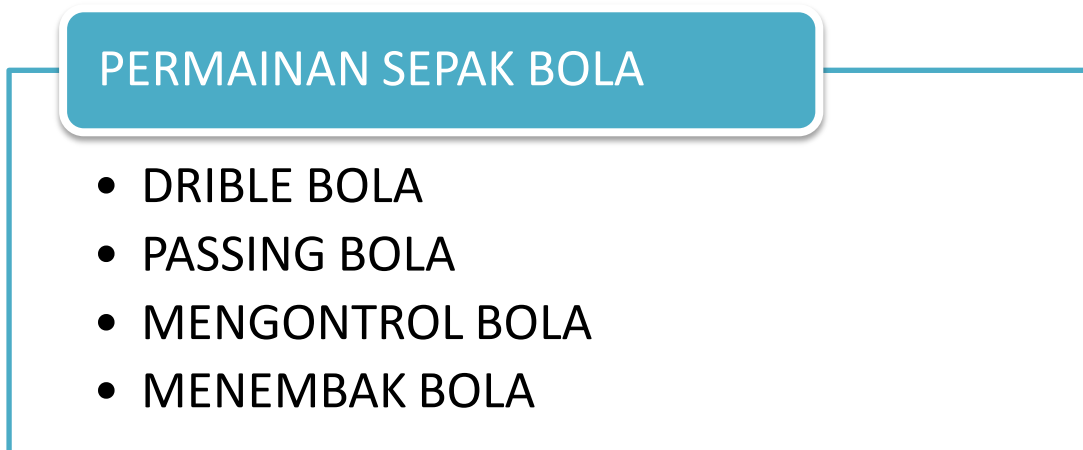 PERMAINAN SEPAK BOLA
• DRIBLE BOLA
• PASSING BOLA
• MENGONTROL BOLA
• MENEMBAK BOLA